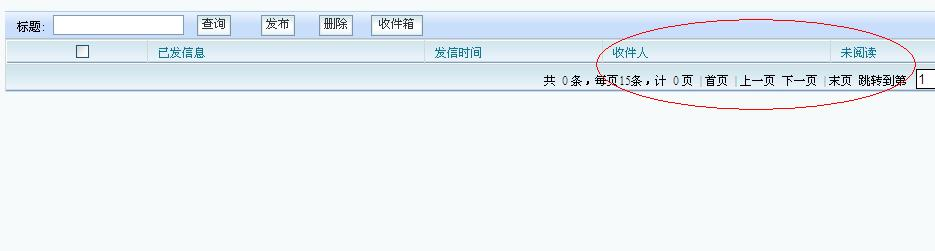 标题: 查询 发布 删除 收件箱
已发信息 发信时间 收件人 未阅读
共 0条，每页15条，计 0页 |首页 |上一页 下一页 |末页 跳转到第 1